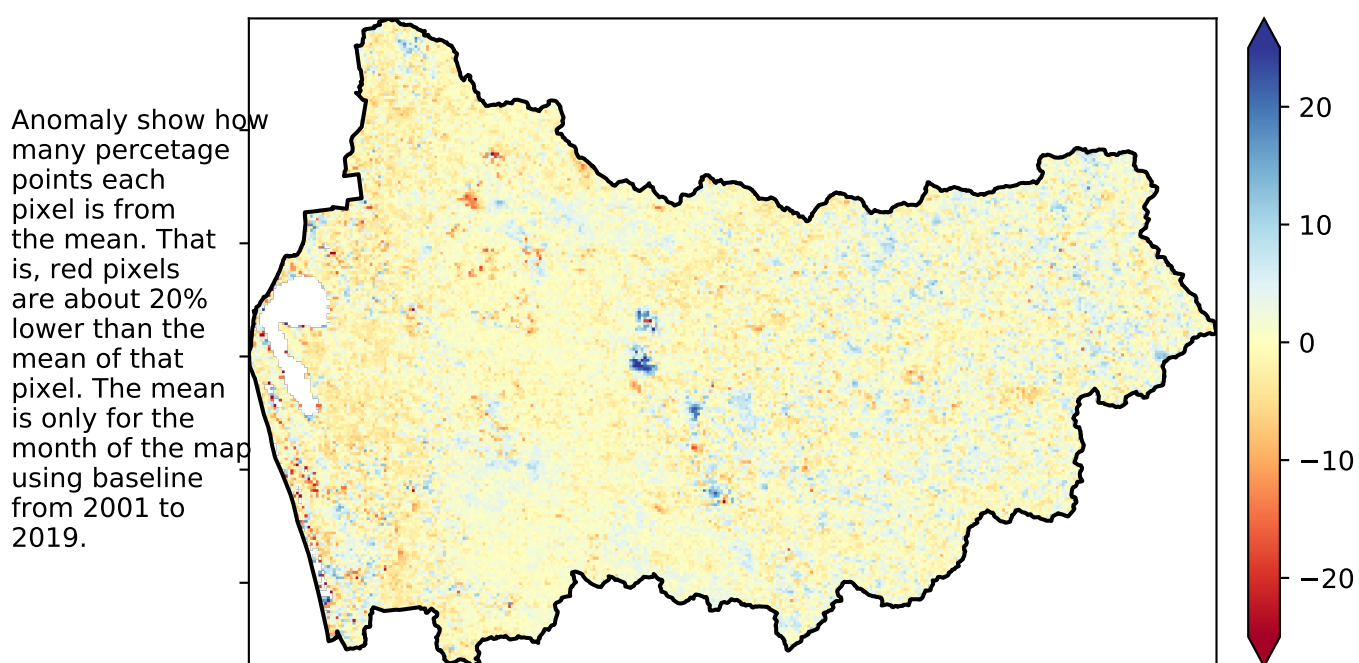 Anomaly show how
many percetage
points each
pixel is from
the mean. That
is, red pixels
are about 20%
lower than the
mean of that
pixel. The mean
is only for the
month of the map
using baseline
from 2001 to
2019.
20
10
0
−10
−20